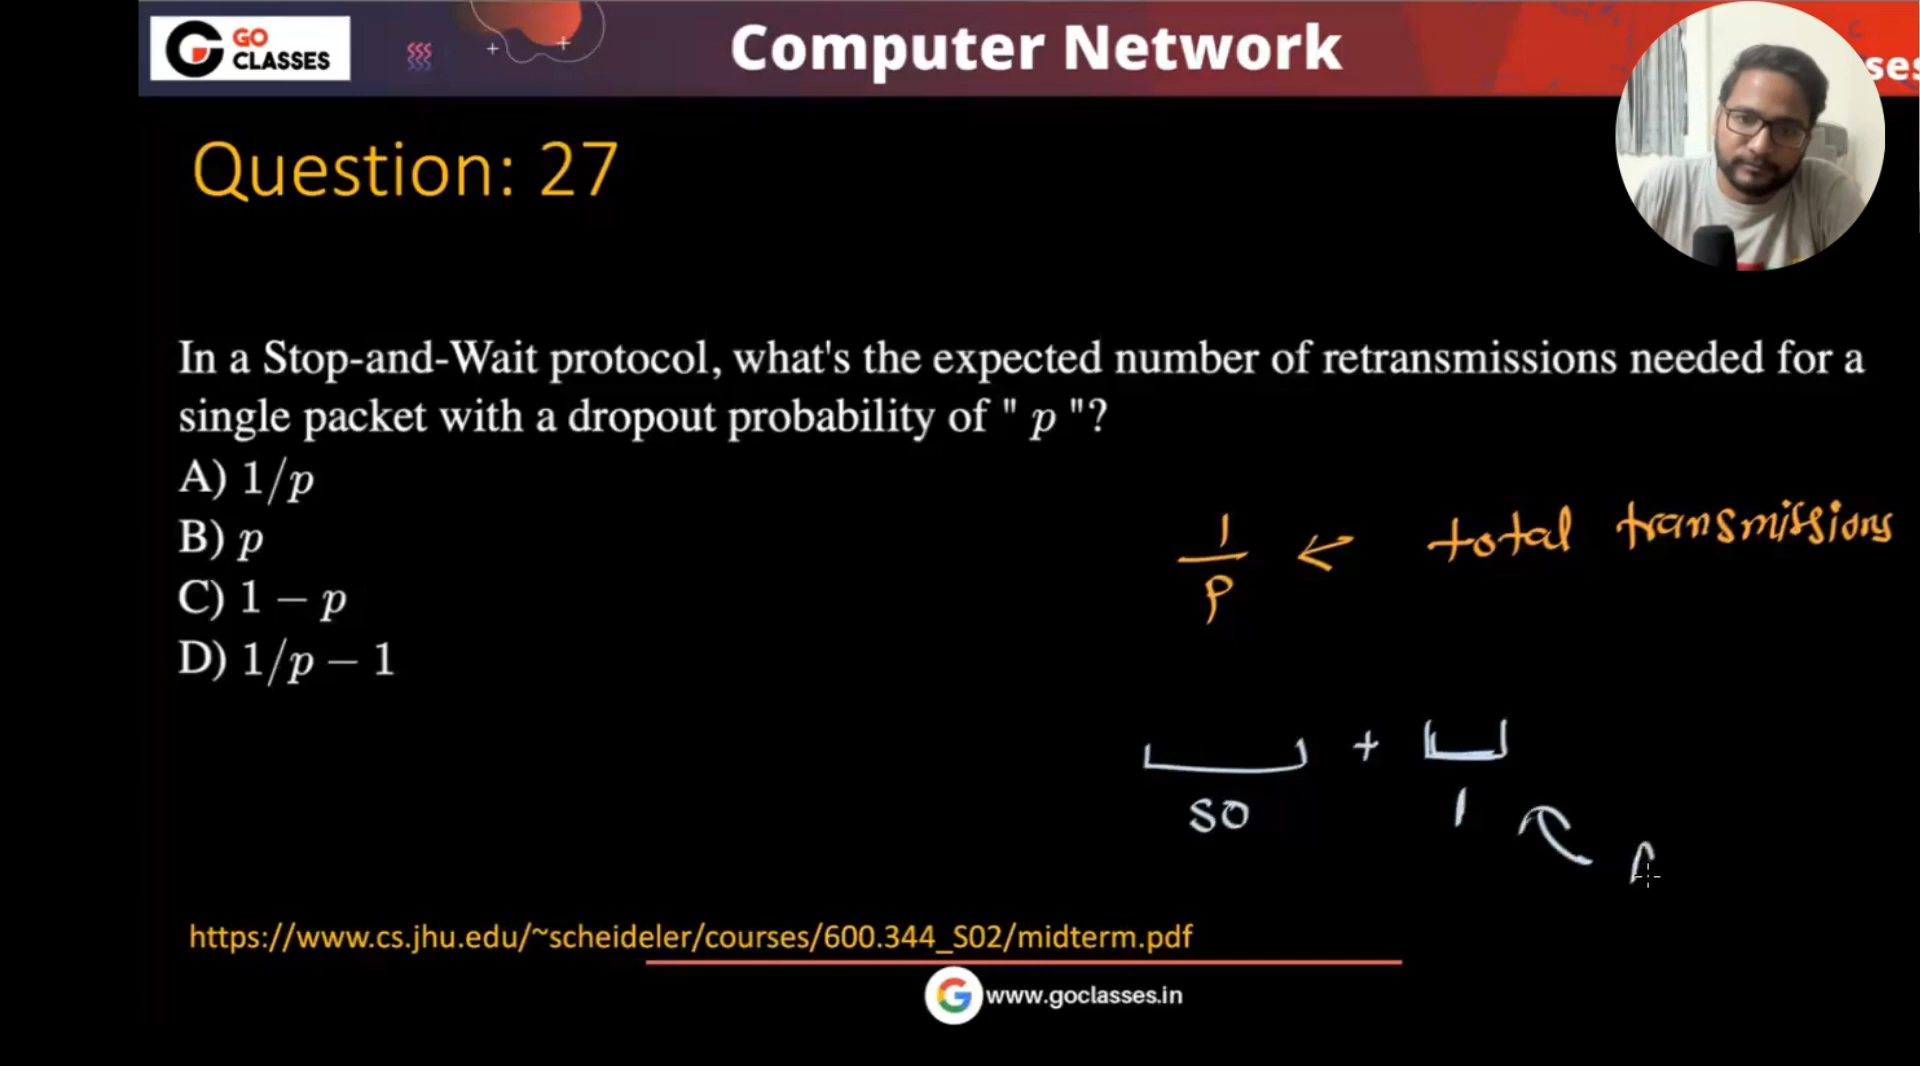 GO
CLASSES
Computer Network
Question: 27
In a Stop-and-Wait protocol, what's the expected number of retransmissions needed for a
single packet with a dropout probability of " p "?
A) 1/p
B) p
C) 1 − p
D) 1/p − 1
1/p ← total transmissions
50 + 1
https://www.cs.jhu.edu/~scheideler/courses/600.344_S02/midterm.pdf
www.goclasses.in